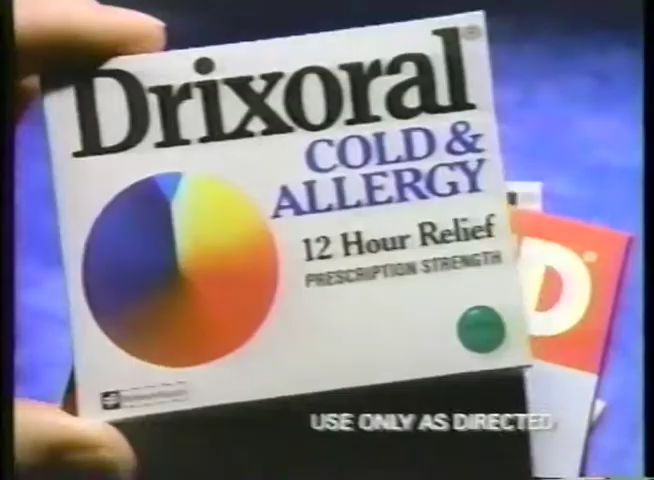 Drixoral®
COLD &
ALLERGY
12 Hour Relief
PRESCRIPTION STRENGTH
D®
USE ONLY AS DIRECTED